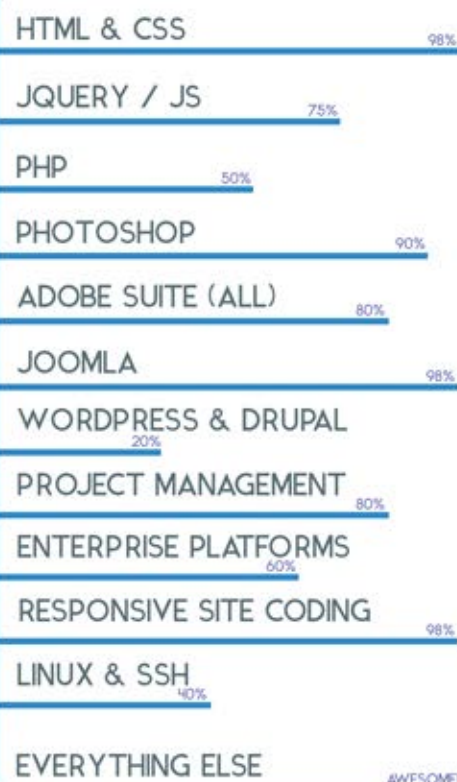 HTML & CSS
98%
JQUERY / JS
75%
PHP
50%
PHOTOSHOP
90%
ADOBE SUITE (ALL)
80%
JOOMLA
98%
WORDPRESS & DRUPAL
20%
PROJECT MANAGEMENT
80%
ENTERPRISE PLATFORMS
60%
RESPONSIVE SITE CODING
98%
LINUX & SSH
40%
EVERYTHING ELSE
AWESOME